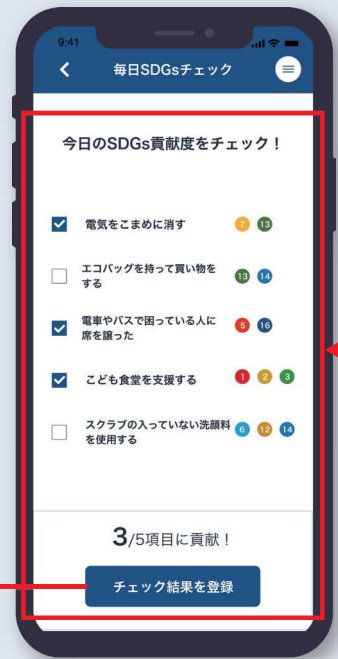 9:41
毎日SDGsチェック
今日のSDGs貢献度をチェック！
電気をこまめに消す 7 13
エコバッグを持って買い物を
する 13 14
電車やバスで困っている人に
席を譲った 5 16
こども食堂を支援する 1 2 3
スクラブの入っていない洗顔料
を使用する 6 12 14
3/5項目に貢献！
チェック結果を登録